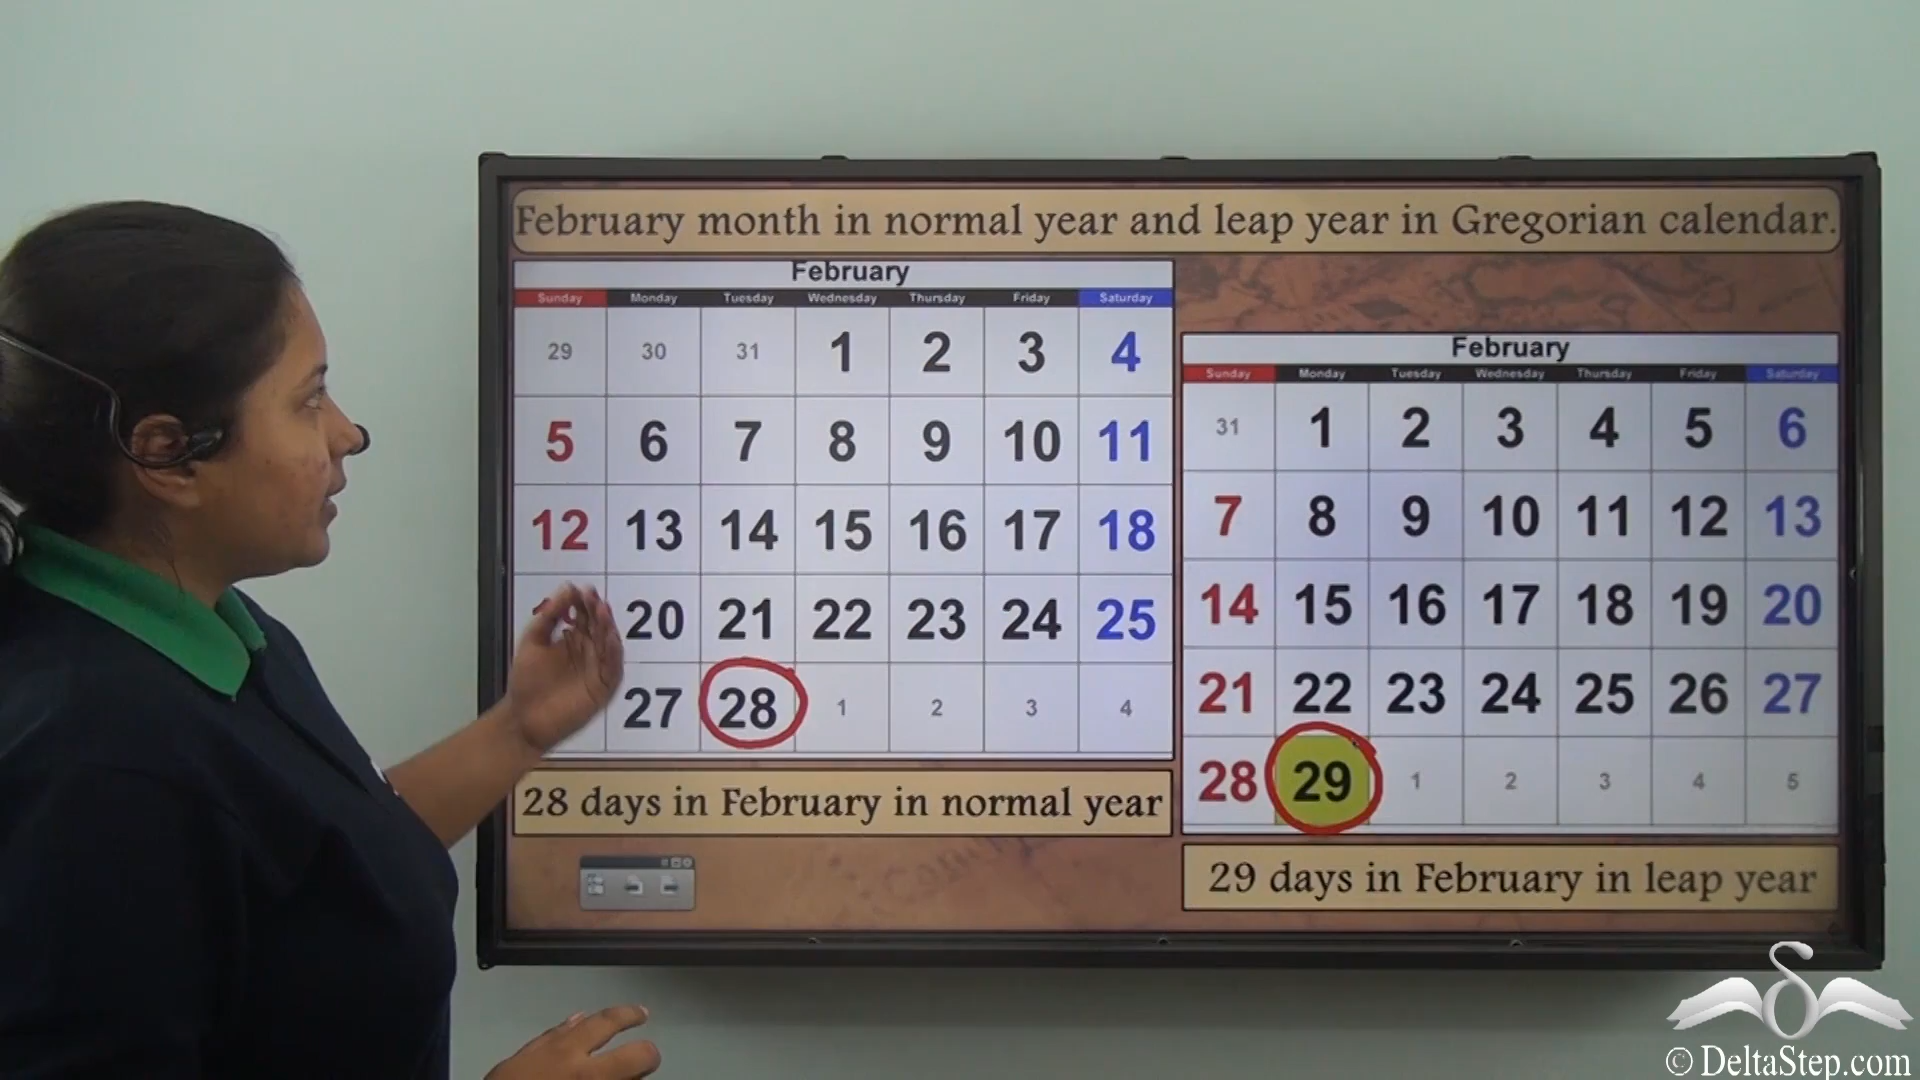 February month in normal year and leap year in Gregorian calendar.
February
Sunday Monday Tuesday Wednesday Thursday Friday Saturday
29 30 31 1 2 3 4
5 6 7 8 9 10 11
12 13 14 15 16 17 18
20 21 22 23 24 25
27 28 1 2 3 4
28 days in February in normal year
February
Sunday Monday Tuesday Wednesday Thursday Friday Saturday
31 1 2 3 4 5 6
7 8 9 10 11 12 13
14 15 16 17 18 19 20
21 22 23 24 25 26 27
28 29 1 2 3 4 5
29 days in February in leap year
© DeltaStep.com